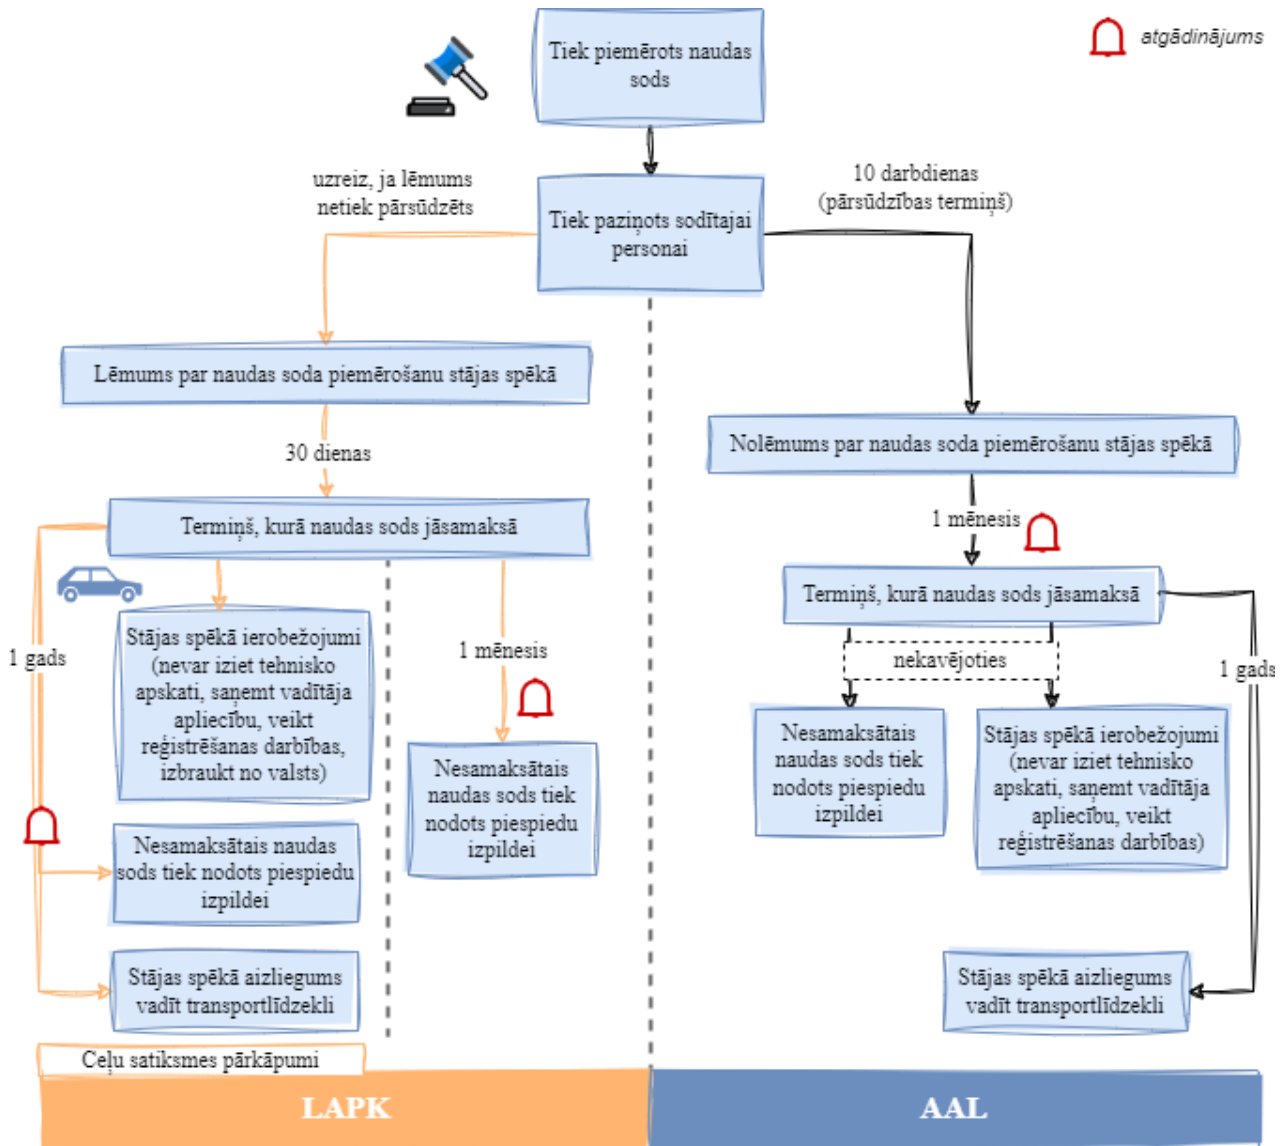 Tiek piemērots naudas
sods
atgādinājums
uzreiz, ja lēmums
netiek pārsūdzēts
Tiek paziņots sodītajai
personai
10 darbdienas
(pārsūdzības termiņš)
Lēmums par naudas soda piemērošanu stājas spēkā
30 dienas
Termiņš, kurā naudas sods jāsamaksā
1 gads
Stājas spēkā ierobežojumi
(nevar iziet tehnisko
apskati, saņemt vadītāja
apliecību, veikt
reģistrēšanas darbības,
izbraukt no valsts)
1 mēnesis
Nesamaksātais
naudas sods tiek
nodots piespiedu
izpildei
Nesamaksātais naudas
sods tiek nodots piespiedu
izpildei
Stājas spēkā aizliegums
vadīt transportlīdzekli
Ceļu satiksmes pārkāpumi
LAPK
Nolēmums par naudas soda piemērošanu stājas spēkā
1 mēnesis
Termiņš, kurā naudas sods jāsamaksā
nekavējoties
1 gads
Nesamaksātais
naudas sods tiek
nodots piespiedu
izpildei
Stājas spēkā ierobežojumi
(nevar iziet tehnisko
apskati, saņemt vadītāja
apliecību, veikt
reģistrēšanas darbības)
Stājas spēkā aizliegums
vadīt transportlīdzekli
AAL